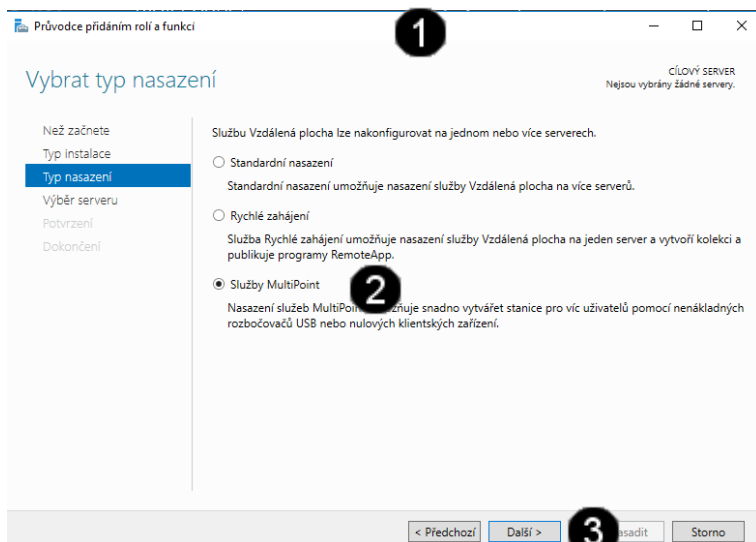 Průvodce přidáním rolí a funkcí
1
Vybrat typ nasazení
CÍLOVÝ SERVER
Nejsou vybrány žádné servery.
Než začnete
Typ instalace
Typ nasazení
Výběr serveru
Potvrzení
Dokončení
Službu Vzdálená plocha lze nakonfigurovat na jednom nebo více serverech.
Standardní nasazení
Standardní nasazení umožňuje nasazení služby Vzdálená plocha na více serverů.
Rychlé zahájení
Služba Rychlé zahájení umožňuje nasazení služby Vzdálená plocha na jeden server a vytvoří kolekci a
publikuje programy RemoteApp.
Služby MultiPoint
2
Nasazení služeb snadno vytvářet stanice pro víc uživatelů pomocí nenákladných
rozbočovačů USB nebo nulových klientských zařízení.
< Předchozí
Další >
3
Storno